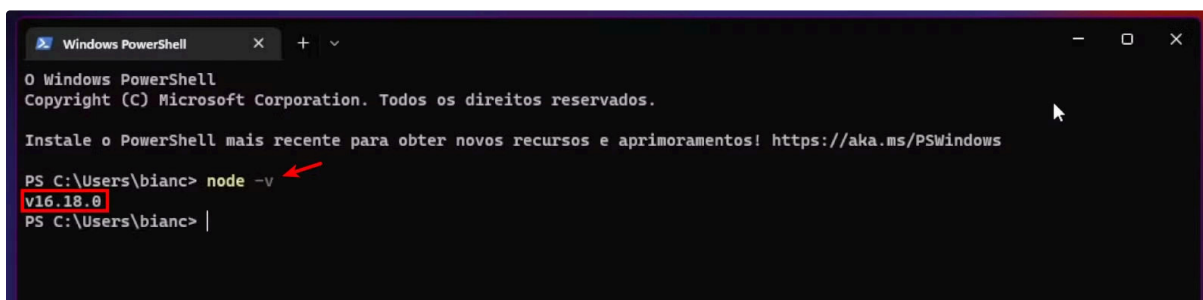 Windows PowerShell
O Windows PowerShell
Copyright (C) Microsoft Corporation. Todos os direitos reservados.
Instale o PowerShell mais recente para obter novos recursos e aprimoramentos! https://aka.ms/PSWindows
PS C:\Users\bianc> node -v
v16.18.0
PS C:\Users\bianc>